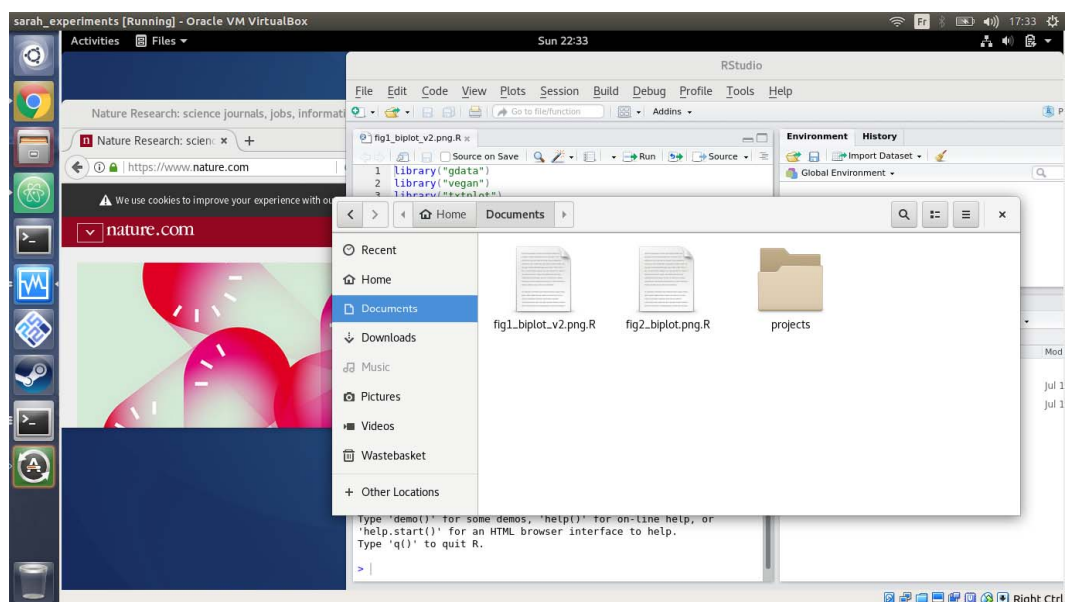 sarah_experiments [Running] - Oracle VM VirtualBox
Fr
17:33
Activities
Files
Sun 22:33
RStudio
File Edit Code View Plots Session Build Debug Profile Tools Help
Go to file/function
Addins
Nature Research: science journals, jobs, informati
Nature Research: scienc
https://www.nature.com
We use cookies to improve your experience with ou
nature.com
fig1_biplot_v2.png.R
Source on Save
Run
Source
1 library("gdata")
2 library("vegan")
3 library("txtplot")
Environment History
Import Dataset
Global Environment
Home Documents
Recent
Home
Documents
Downloads
Music
Pictures
Videos
Wastebasket
+ Other Locations
fig1_biplot_v2.png.R
fig2_biplot.png.R
projects
Mod
Jul 1
Jul 1
Type 'demo()' for some demos, 'help()' for on-line help, or
'help.start()' for an HTML browser interface to help.
Type 'q()' to quit R.
>
Right Ctrl